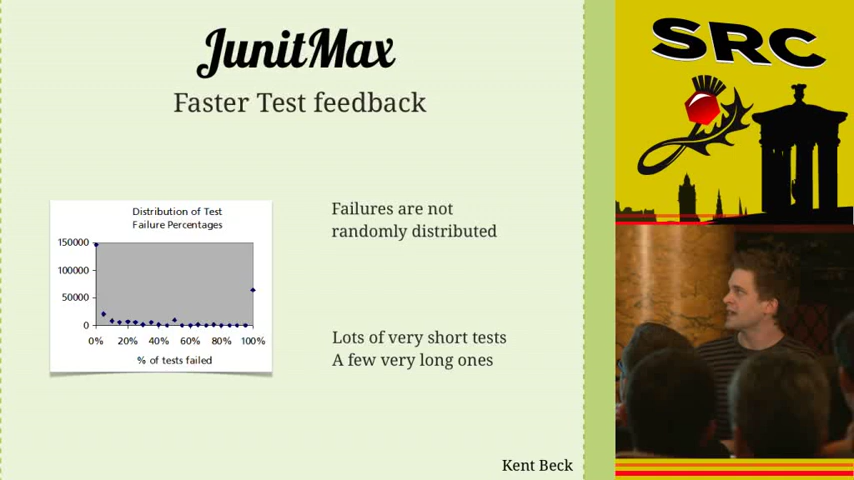 JunitMax
Faster Test feedback
Distribution of Test
Failure Percentages
150000
100000
50000
0
0% 20% 40% 60% 80% 100%
% of tests failed
Failures are not
randomly distributed
Lots of very short tests
A few very long ones
Kent Beck
SRC